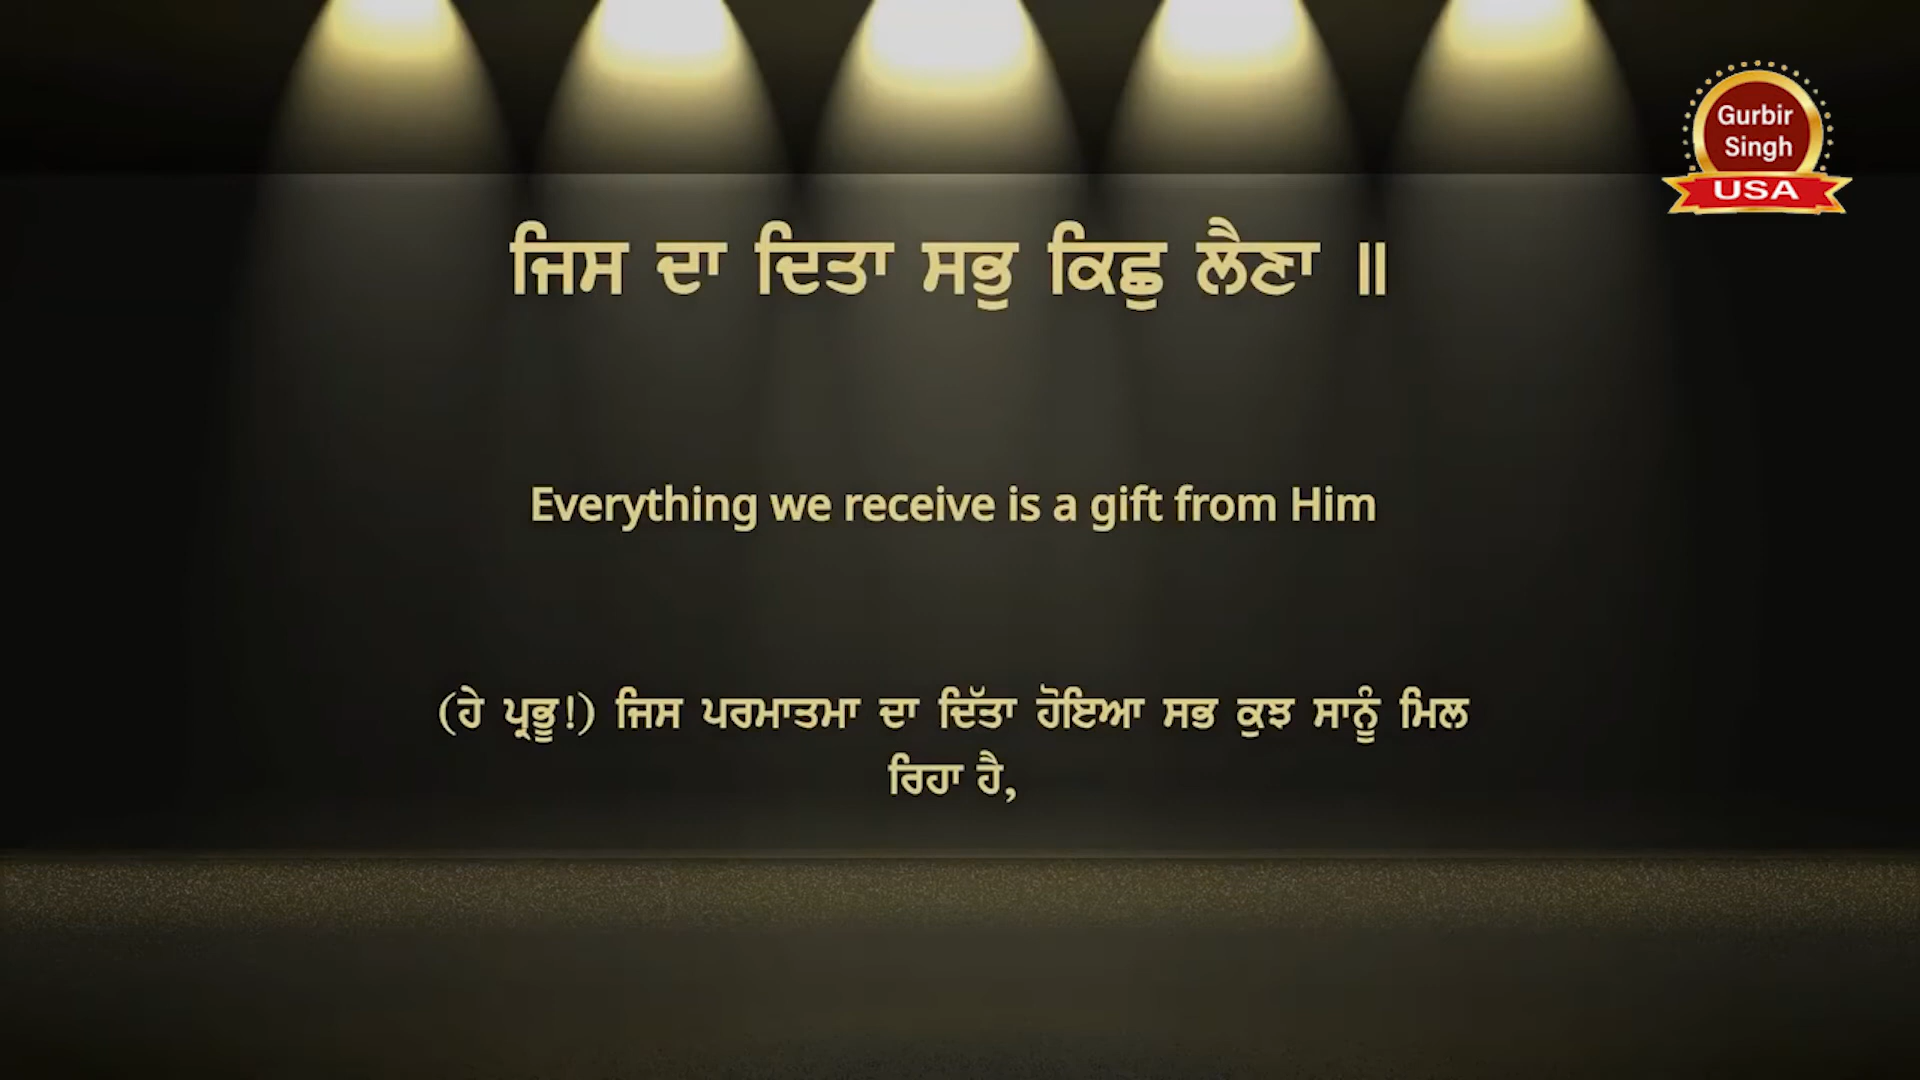 Gurbir
Singh
USA
ਜਿਸ ਦਾ ਦਿਤਾ ਸਭੁ ਕਿਛੁ ਲੈਣਾ ॥
Everything we receive is a gift from Him
(ਹੇ ਪ੍ਰਭੂ!) ਜਿਸ ਪਰਮਾਤਮਾ ਦਾ ਦਿੱਤਾ ਹੋਇਆ ਸਭ ਕੁਝ ਸਾਨੂੰ ਮਿਲ
ਰਿਹਾ ਹੈ,